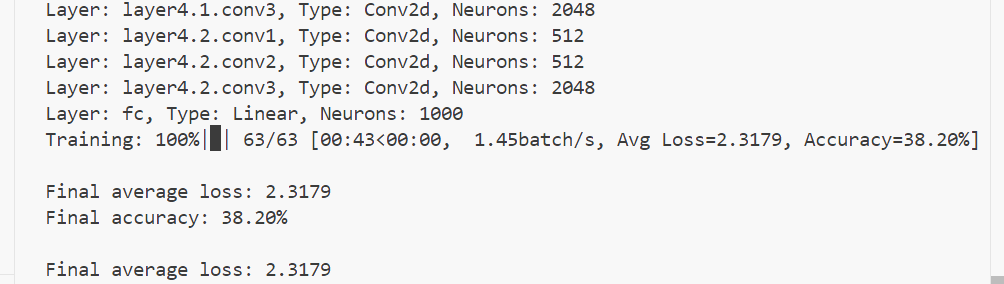 Layer: layer4.1.conv3, Type: Conv2d, Neurons: 2048
Layer: layer4.2.conv1, Type: Conv2d, Neurons: 512
Layer: layer4.2.conv2, Type: Conv2d, Neurons: 512
Layer: layer4.2.conv3, Type: Conv2d, Neurons: 2048
Layer: fc, Type: Linear, Neurons: 1000
Training: 100%|█| 63/63 [00:43<00:00,  1.45batch/s, Avg Loss=2.3179, Accuracy=38.20%]
Final average loss: 2.3179
Final accuracy: 38.20%
Final average loss: 2.3179